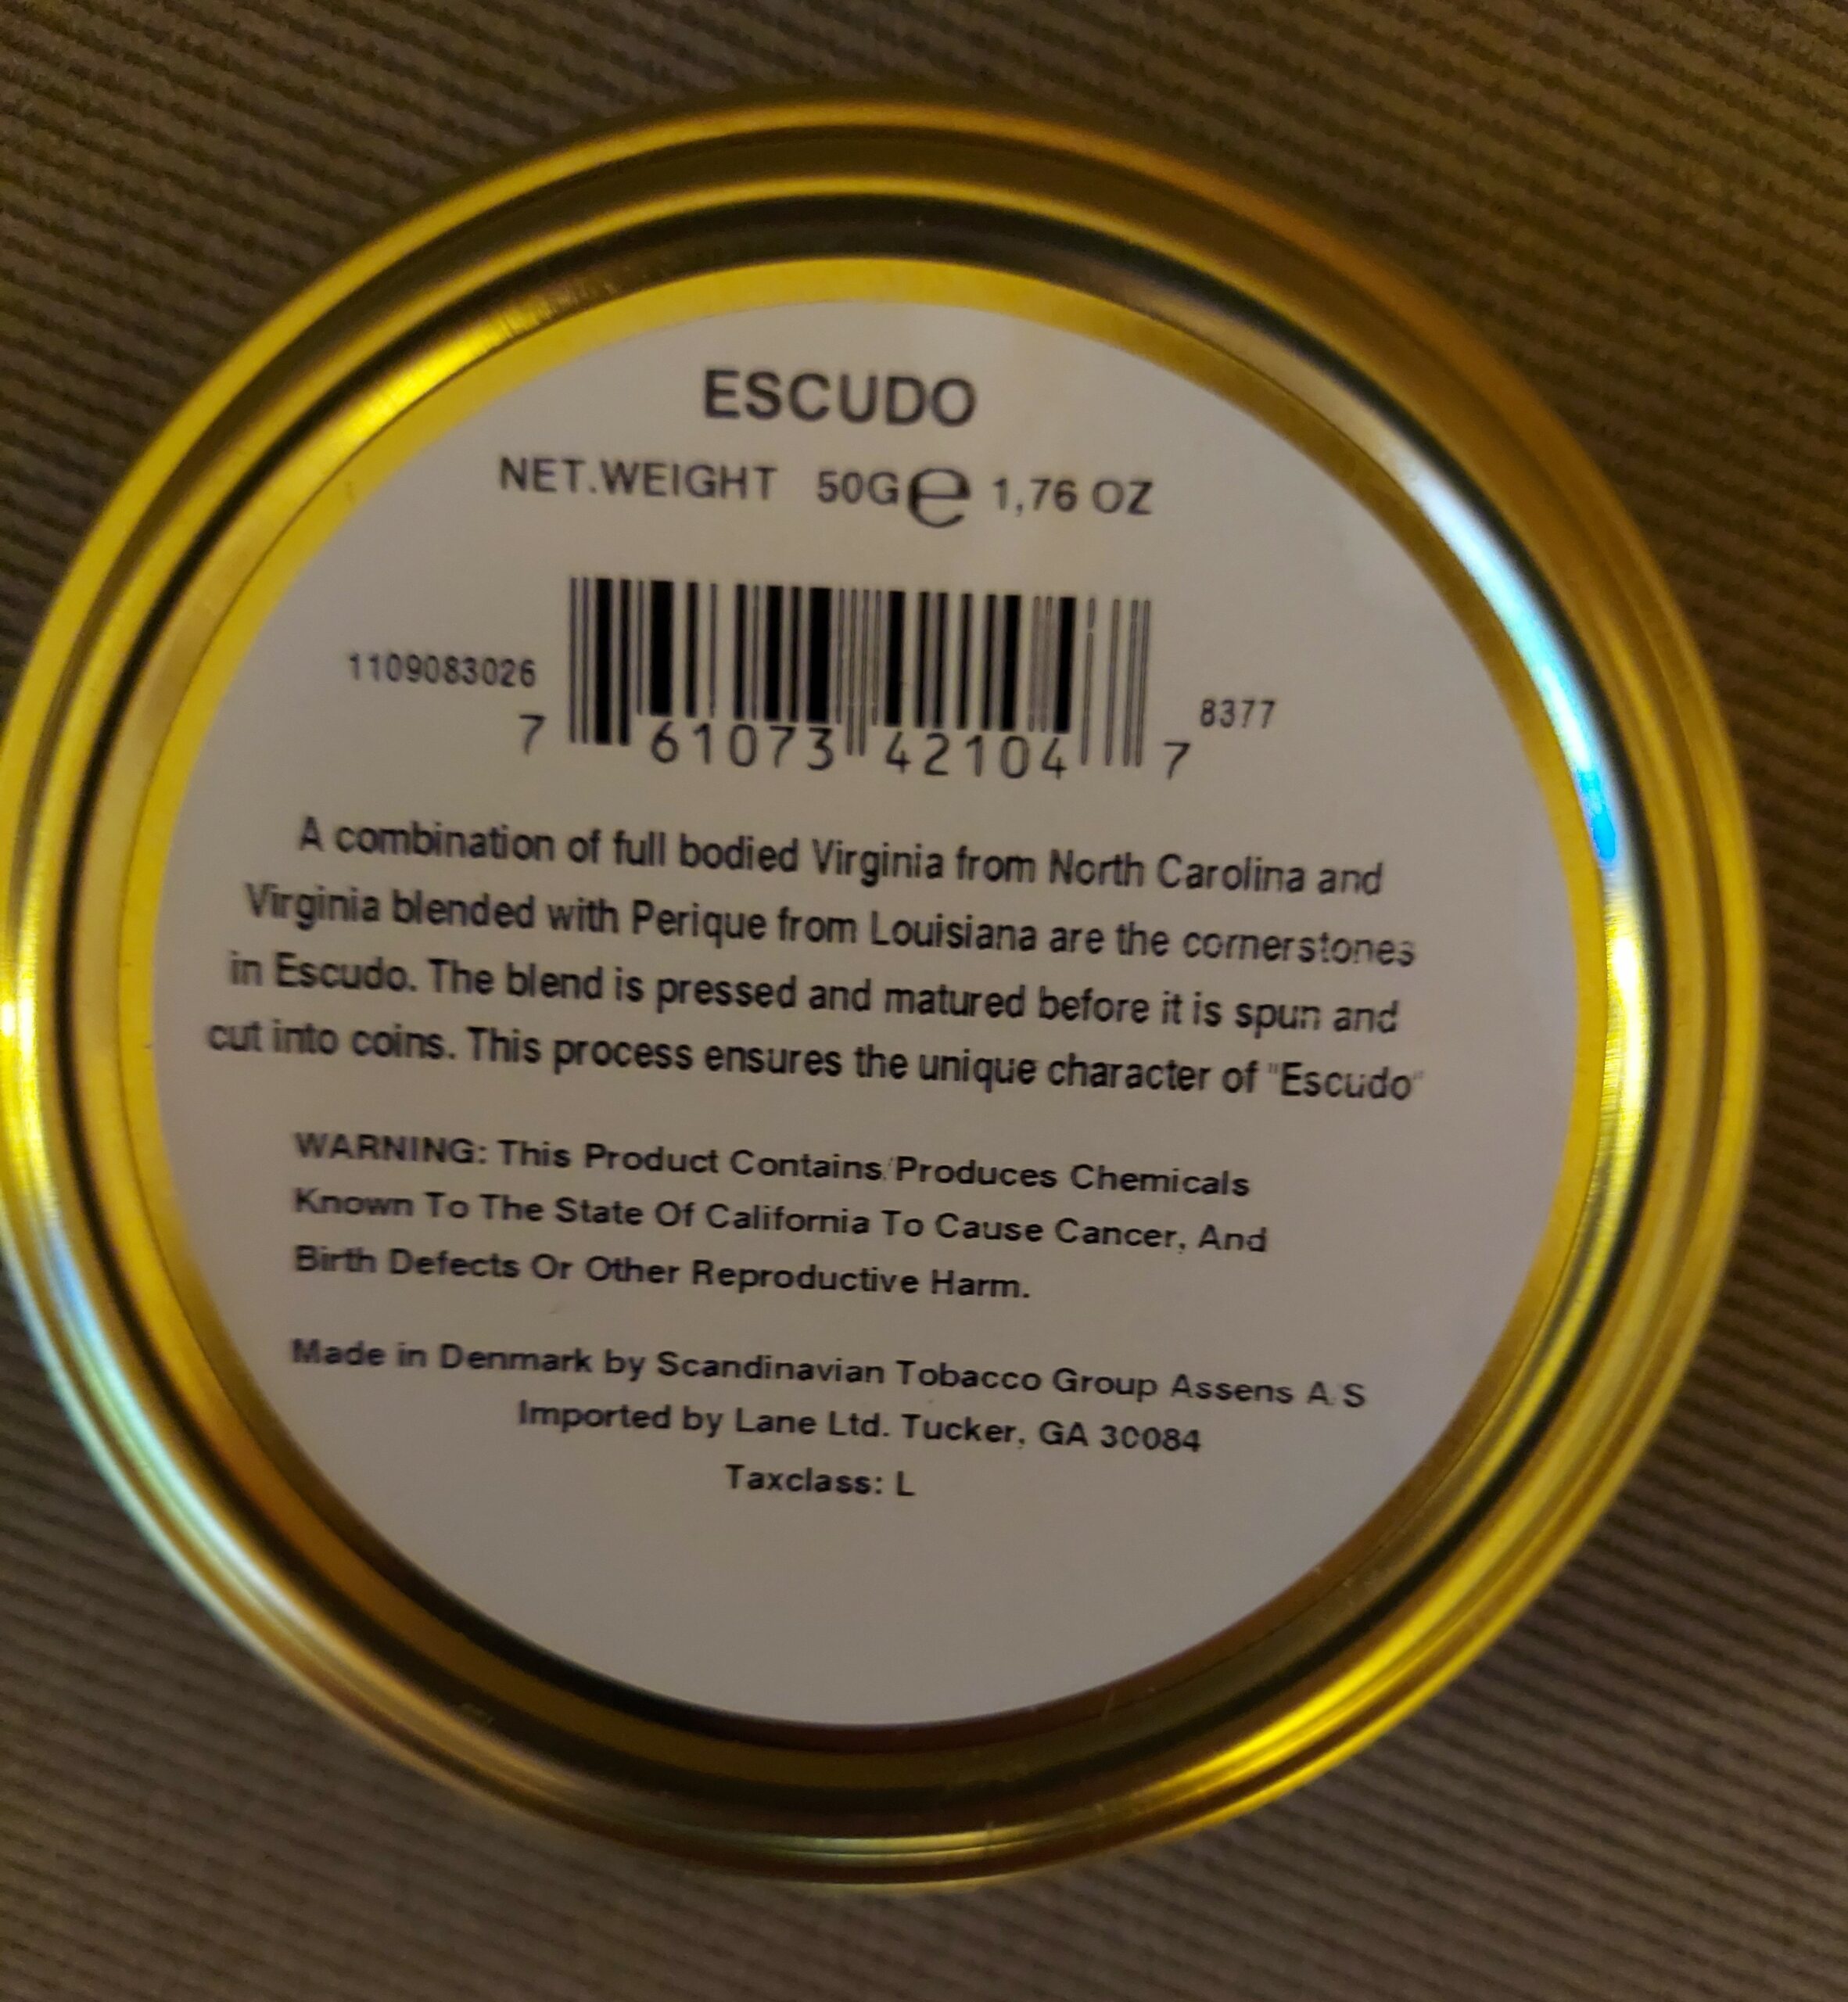 ESCUDO
NET.WEIGHT 50G℮ 1,76 OZ
1109083026
8377
7 61073 42104 7
A combination of full bodied Virginia from North Carolina and
Virginia blended with Perique from Louisiana are the cornerstones
in Escudo. The blend is pressed and matured before it is spun and
cut into coins. This process ensures the unique character of "Escudo"
WARNING: This Product Contains/Produces Chemicals
Known To The State Of California To Cause Cancer, And
Birth Defects Or Other Reproductive Harm.
Made in Denmark by Scandinavian Tobacco Group Assens A/S
Imported by Lane Ltd. Tucker, GA 30084
Taxclass: L